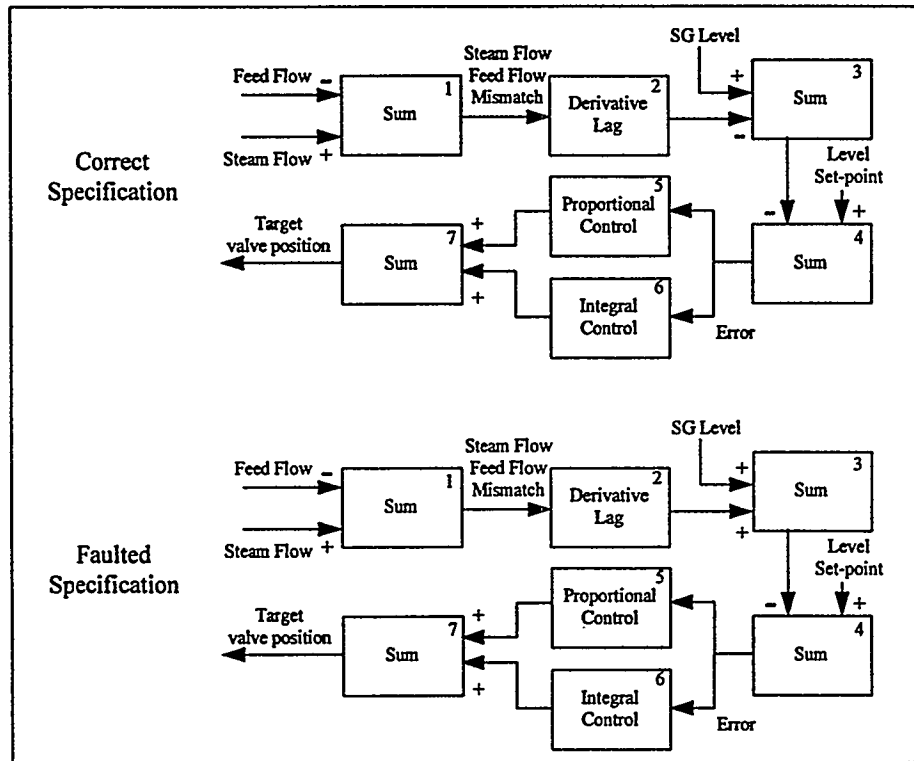 Correct
Specification
Feed Flow −
Steam Flow +
1
Sum
Steam Flow
Feed Flow
Mismatch
2
Derivative
Lag
SG Level
+
−
3
Sum
Level
Set-point
−
+
4
Sum
Error
5
Proportional
Control
6
Integral
Control
+
+
7
Sum
Target
valve position
Faulted
Specification
Feed Flow −
Steam Flow +
1
Sum
Steam Flow
Feed Flow
Mismatch
2
Derivative
Lag
SG Level
+
+
3
Sum
Level
Set-point
−
+
4
Sum
Error
5
Proportional
Control
6
Integral
Control
+
+
7
Sum
Target
valve position